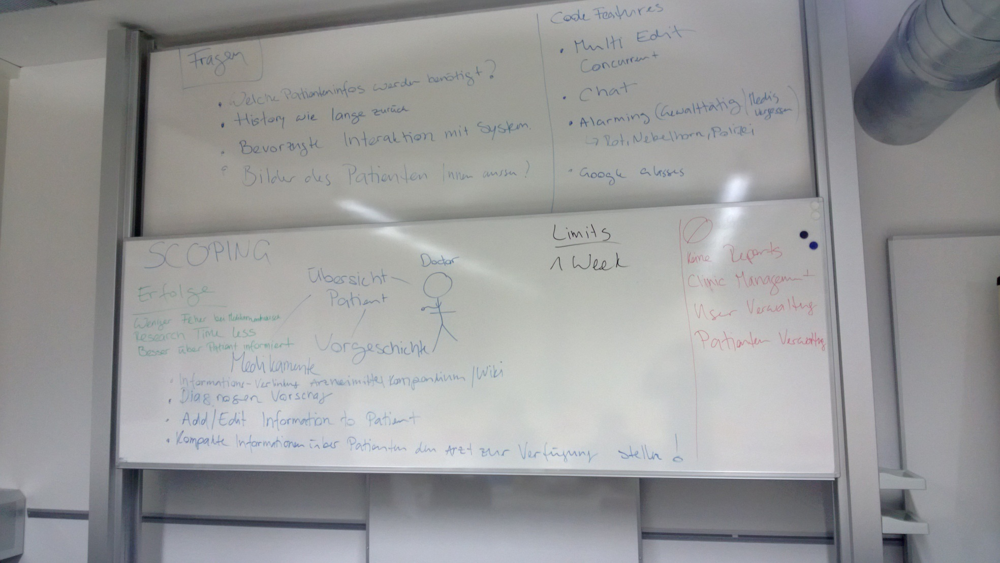 Fragen
• Welche Patienteninfos werden benötigt?
• History wie lange zurück
• Bevorzugte Interaktion mit System.
• Bilder des Patienten Innen aussen?
Code Features
• Multi Edit
Concurrent
• Chat
• Alarming (Gewalttätig/Medis
vergessen)
↳ Rot, Nebelhorn, Polizei
• Google Glasses
SCOPING
Erfolge
Weniger Fehler bei
Research Time less
Besser über Patient informiert
Doctor
Übersicht
Patient
Vorgeschichte
Medikamente
• Informations-Verlinkung Arzneimittel Kompendium/Wiki
• Diagnosen Vorschag
• Add/Edit Information to Patient
• Kompakte Informationen über Patienten dem Arzt zur Verfügung stellen!
Limits
1 Week
Keine Reports
Clinic Management
User Verwaltung
Patienten Verwaltung